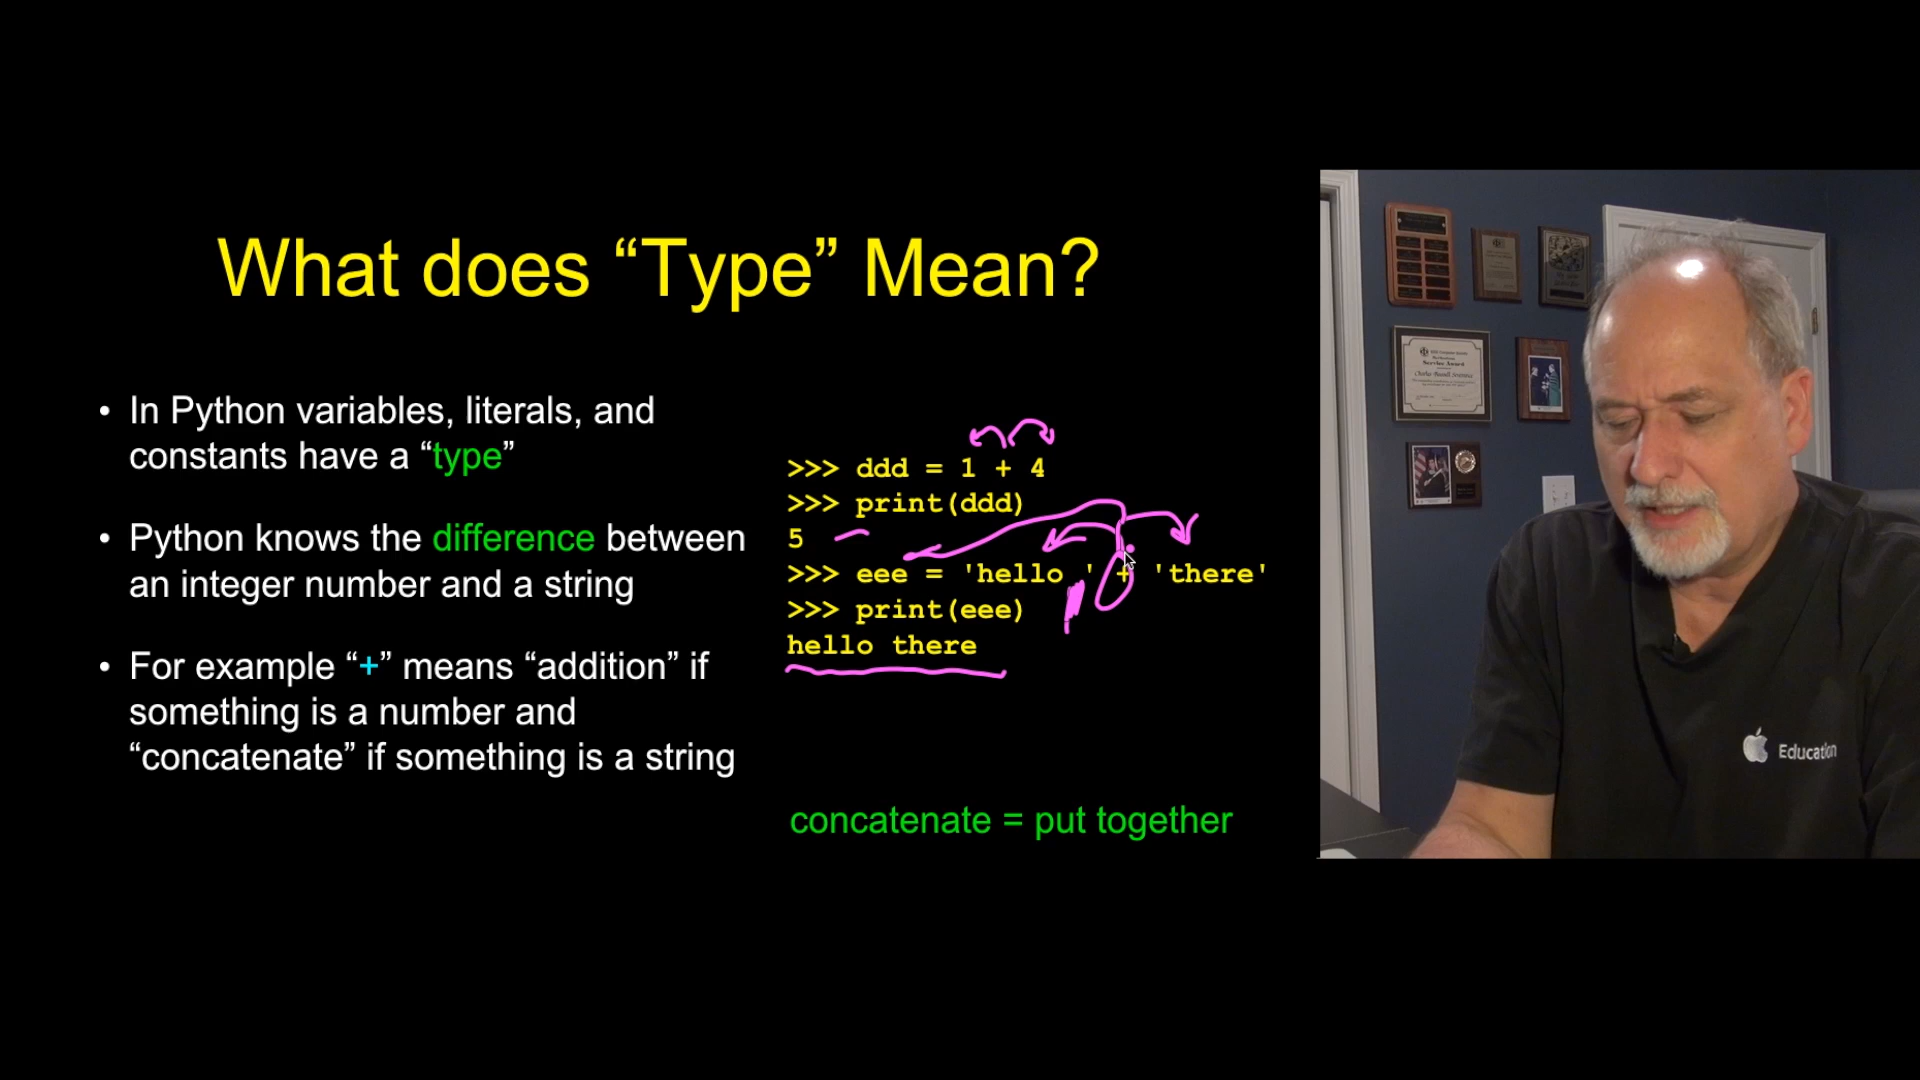 What does “Type” Mean?
• In Python variables, literals, and
constants have a “type”
• Python knows the difference between
an integer number and a string
• For example “+” means “addition” if
something is a number and
“concatenate” if something is a string
>>> ddd = 1 + 4
>>> print(ddd)
5
>>> eee = 'hello ' + 'there'
>>> print(eee)
hello there
concatenate = put together
Service Award
Education